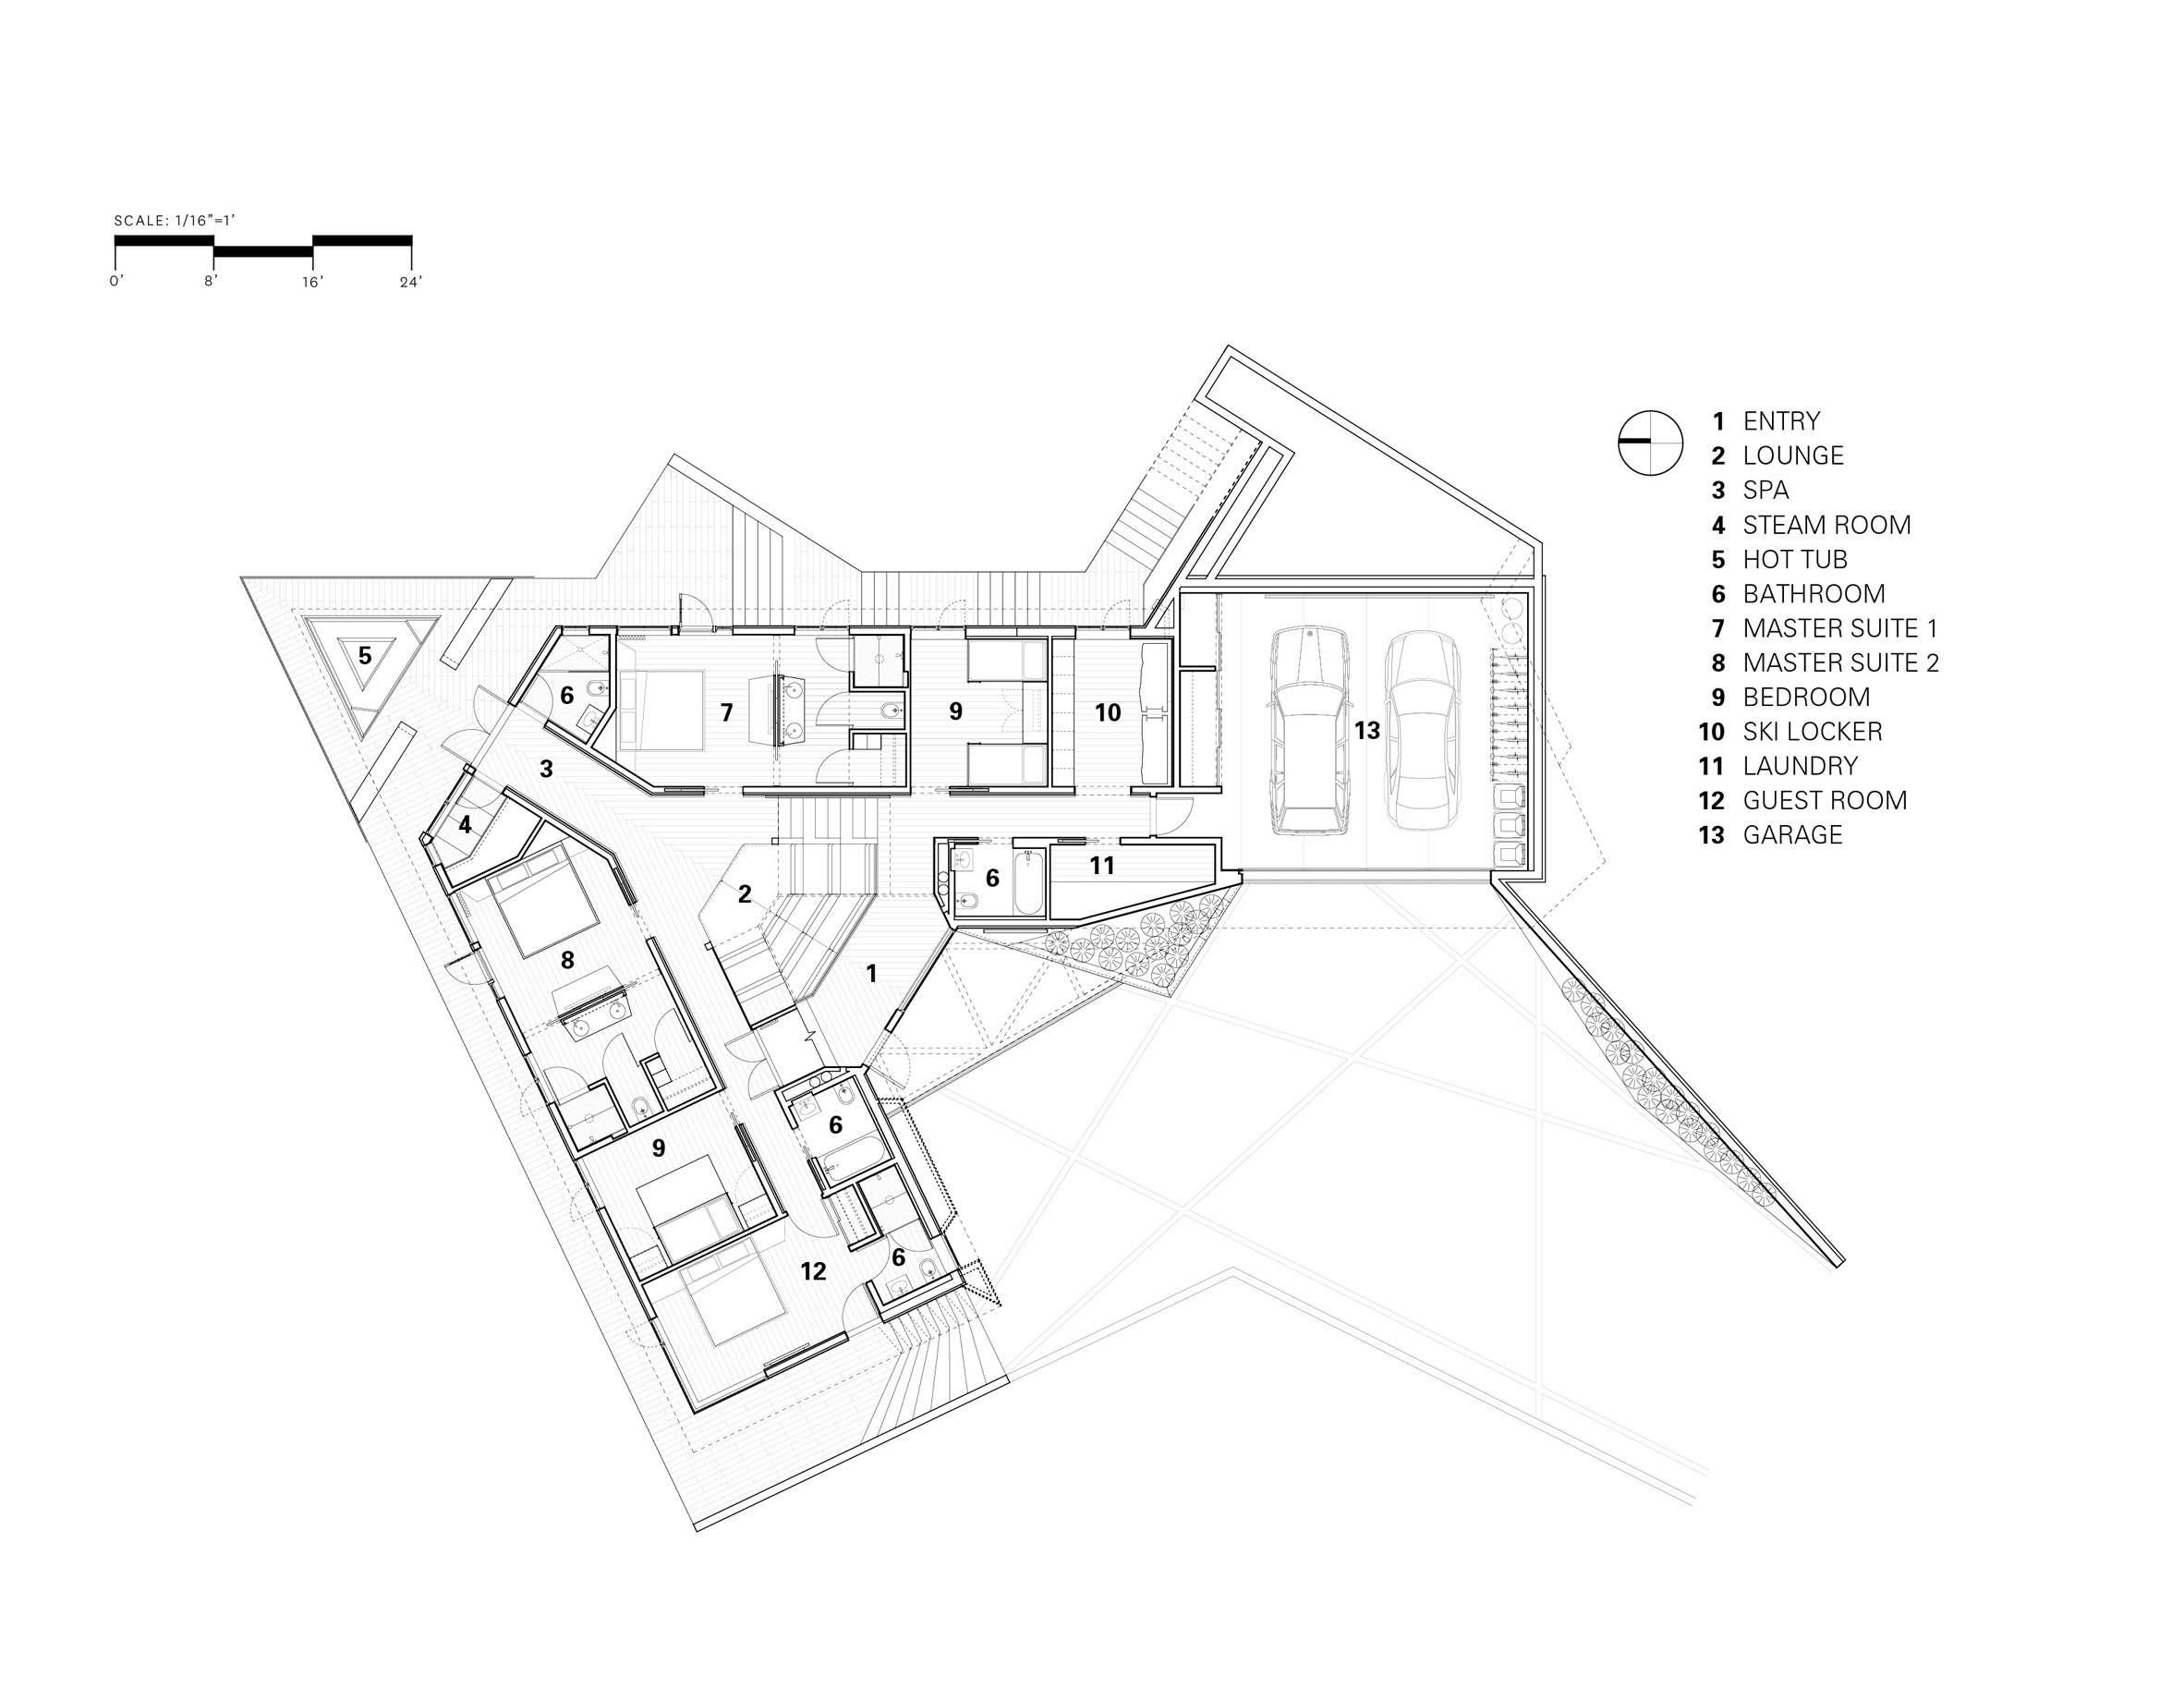 SCALE: 1/16”=1’
0’ 8’ 16’ 24’
1 ENTRY
2 LOUNGE
3 SPA
4 STEAM ROOM
5 HOT TUB
6 BATHROOM
7 MASTER SUITE 1
8 MASTER SUITE 2
9 BEDROOM
10 SKI LOCKER
11 LAUNDRY
12 GUEST ROOM
13 GARAGE
5
6
7
9
10
13
3
4
2
6
11
8
1
6
9
12
6